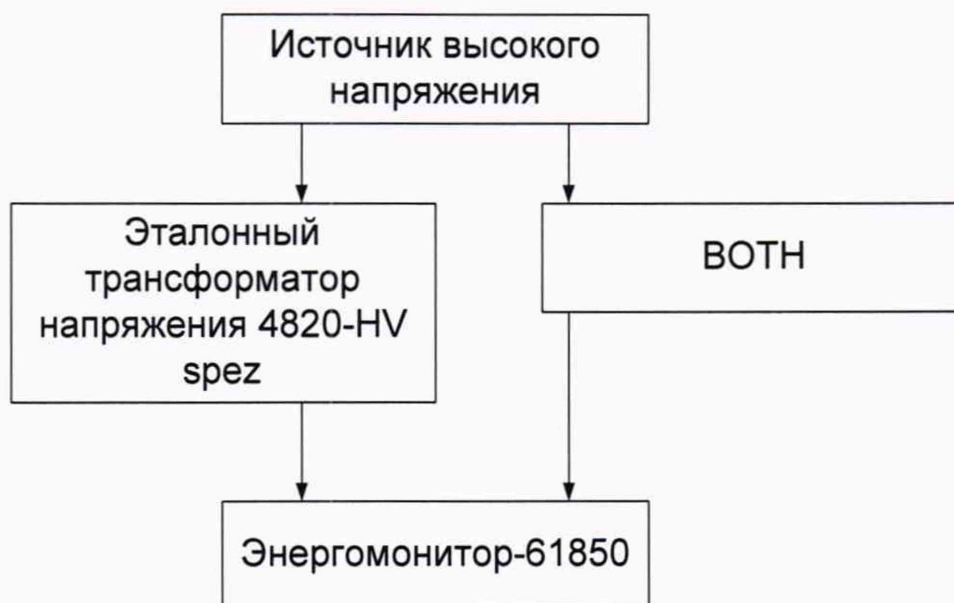 Источник высокого
напряжения
Эталонный
трансформатор
напряжения 4820-HV
spez
ВОТН
Энергомонитор-61850